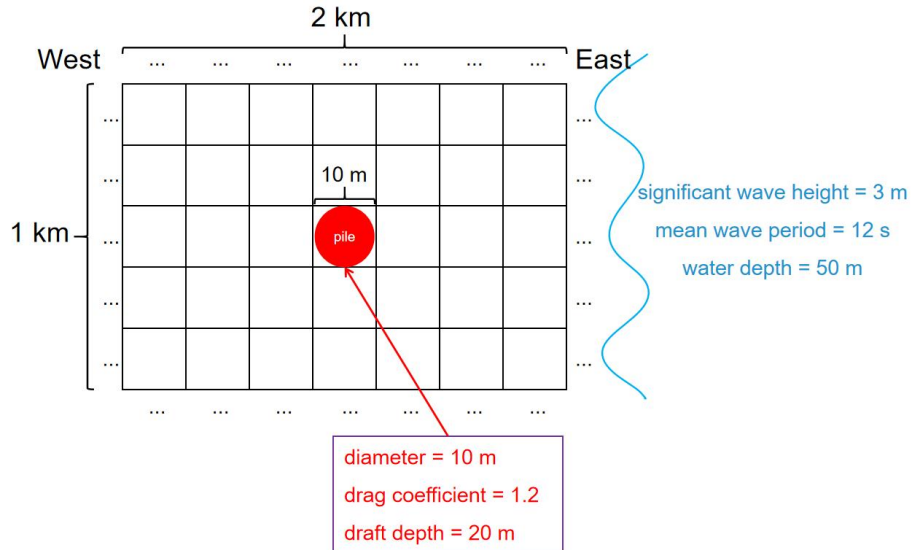 2 km
West
... ... ... ... ... ... ...
East
... ...
... ...
10 m
significant wave height = 3 m
1 km
... ...
pile
mean wave period = 12 s
water depth = 50 m
... ...
... ...
... ... ... ... ... ... ...
diameter = 10 m
drag coefficient = 1.2
draft depth = 20 m